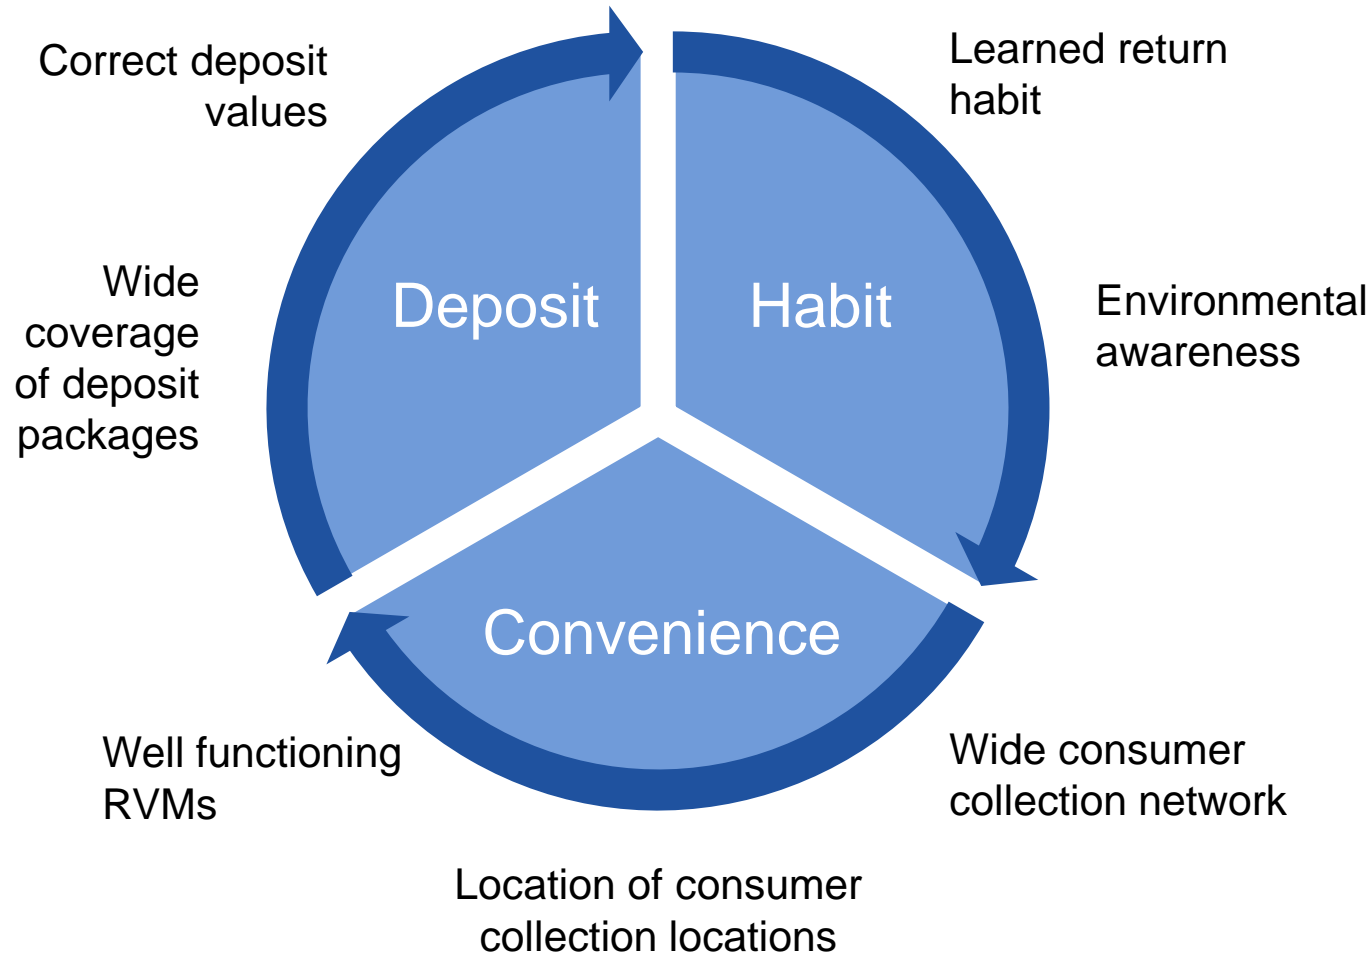 Correct deposit
values
Learned return
habit
Wide
coverage
of deposit
packages
Deposit
Habit
Environmental
awareness
Convenience
Well functioning
RVMs
Wide consumer
collection network
Location of consumer
collection locations